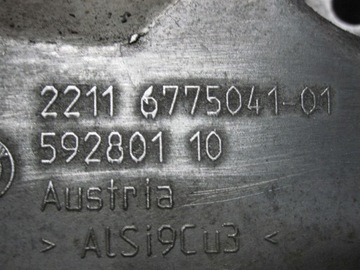 2211 6775041-01
592801 10
Austria
> AlSi9Cu3 <